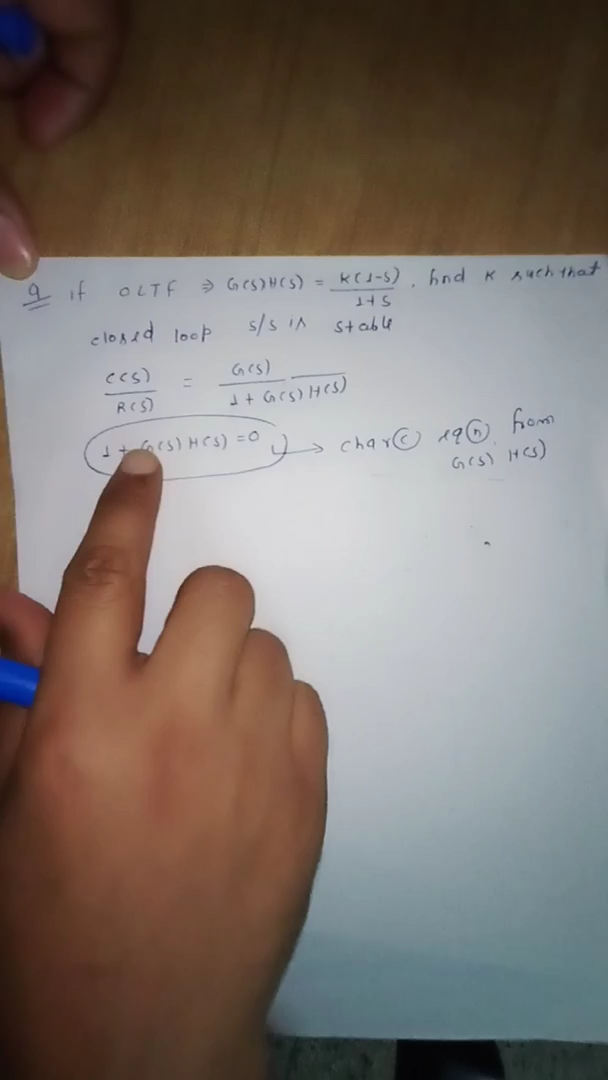 Q if OLTF ⇒ G(s)H(s) = K(1-s) / 1+s . find K such that
closed loop s/s is stable
C(s) / R(s) = G(s) / 1 + G(s) H(s)
1 + G(s) H(s) = 0 → char(c) eq(n) from
G(s) H(s)